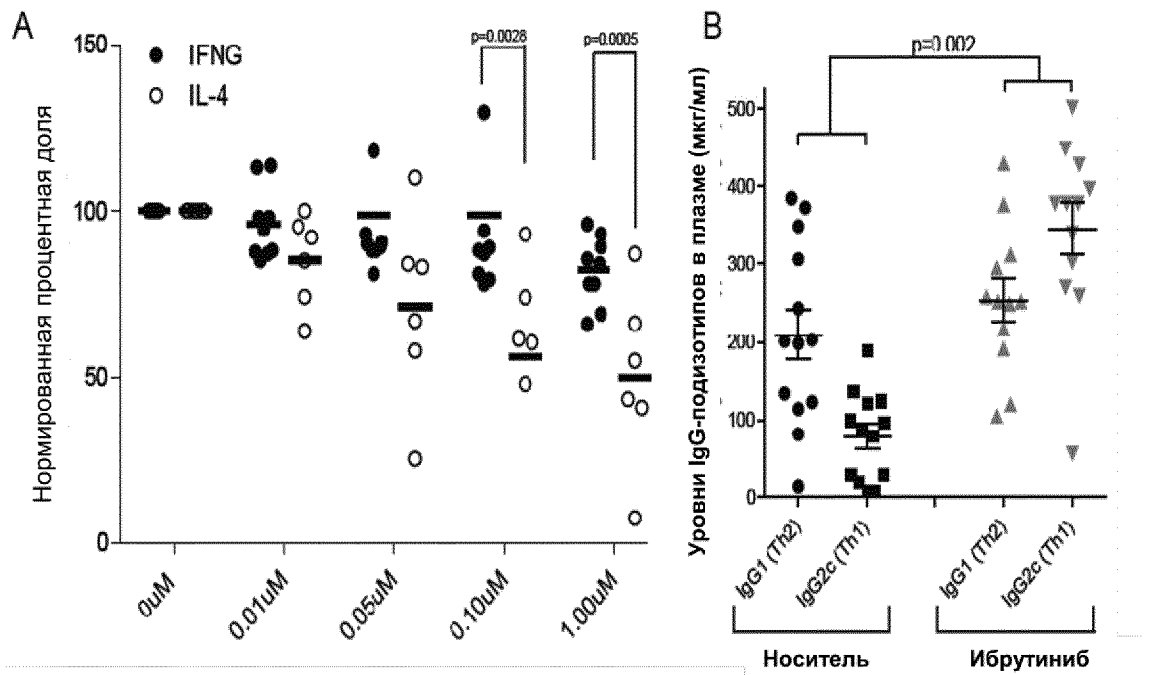 A
150
100
50
0
Нормированная процентная доля
IFNG
IL-4
p=0.0028
p=0.0005
0uM
0.01uM
0.05uM
0.10uM
1.00uM
B
p=0.002
Уровни IgG-подизотипов в плазме (мкг/мл)
500
400
300
200
100
0
IgG1 (Th2)
IgG2c (Th1)
IgG1 (Th2)
IgG2c (Th1)
Носитель
Ибрутиниб